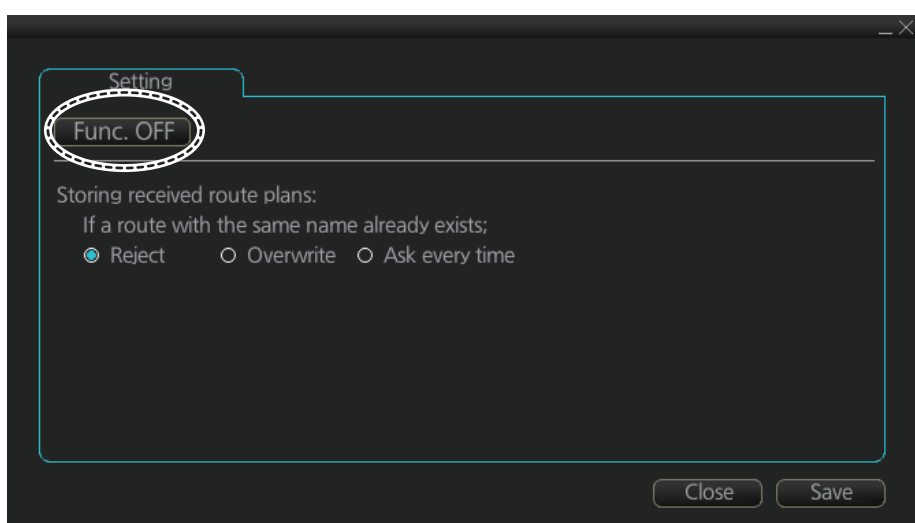 Setting
Func. OFF
Storing received route plans:
If a route with the same name already exists;
Reject Overwrite Ask every time
Close Save